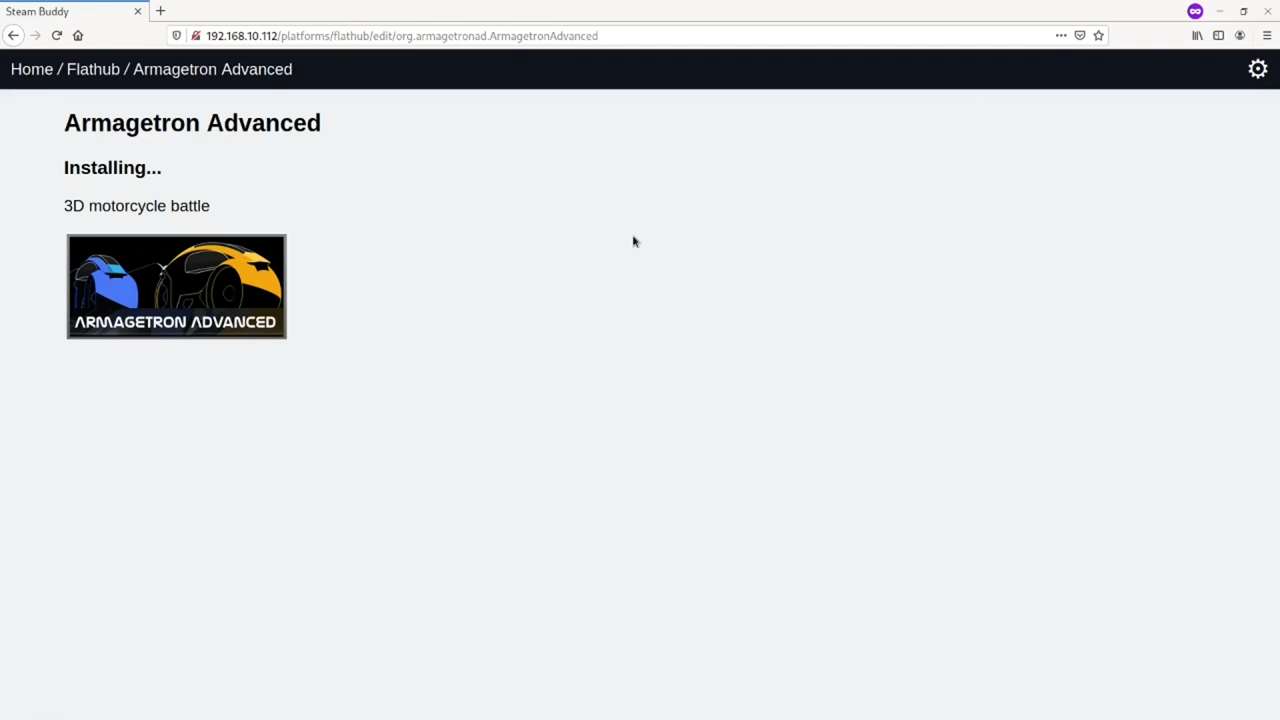 Steam Buddy
192.168.10.112/platforms/flathub/edit/org.armagetronad.ArmagetronAdvanced
Home / Flathub / Armagetron Advanced
Armagetron Advanced
Installing...
3D motorcycle battle
ARMAGETRON ADVANCED